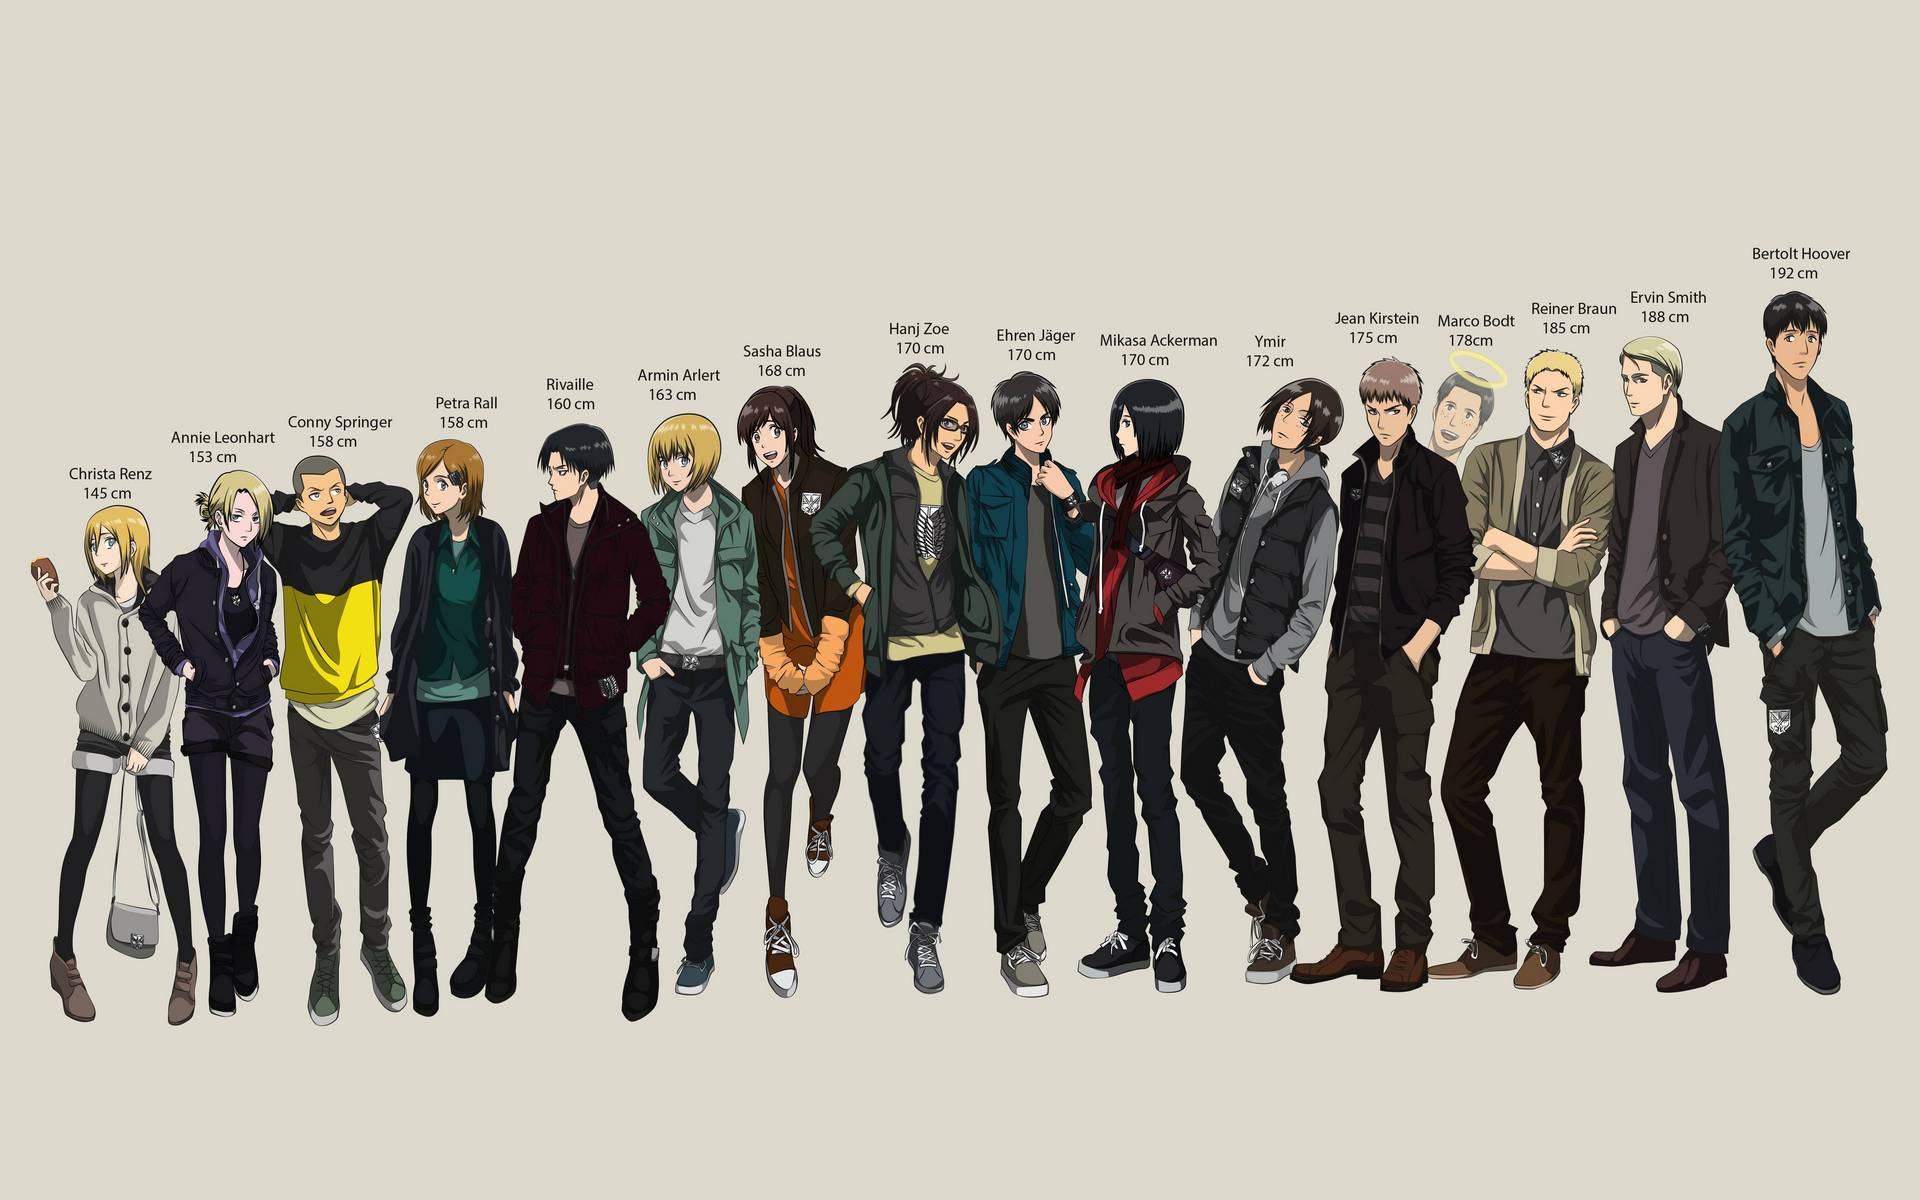 Christa Renz
145 cm
Annie Leonhart
153 cm
Conny Springer
158 cm
Petra Rall
158 cm
Rivaille
160 cm
Armin Arlert
163 cm
Sasha Blaus
168 cm
Hanj Zoe
170 cm
Ehren Jäger
170 cm
Mikasa Ackerman
170 cm
Ymir
172 cm
Jean Kirstein
175 cm
Marco Bodt
178cm
Reiner Braun
185 cm
Ervin Smith
188 cm
Bertolt Hoover
192 cm